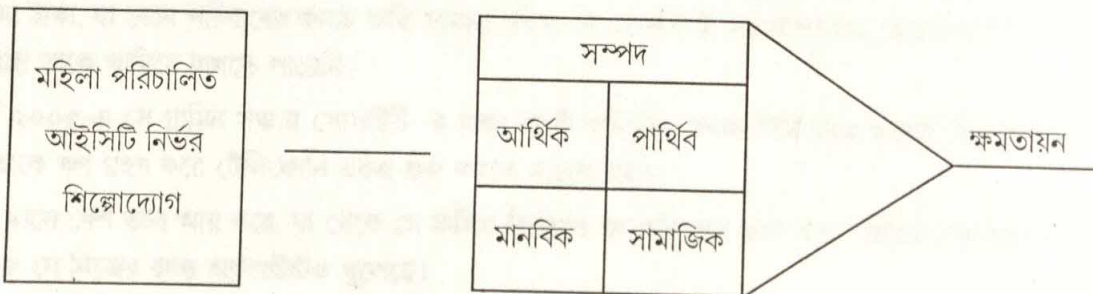 মহিলা পরিচালিত
আইসিটি নির্ভর
শিল্পোদ্যোগ
সম্পদ
আর্থিক পার্থিব
মানবিক সামাজিক
ক্ষমতায়ন